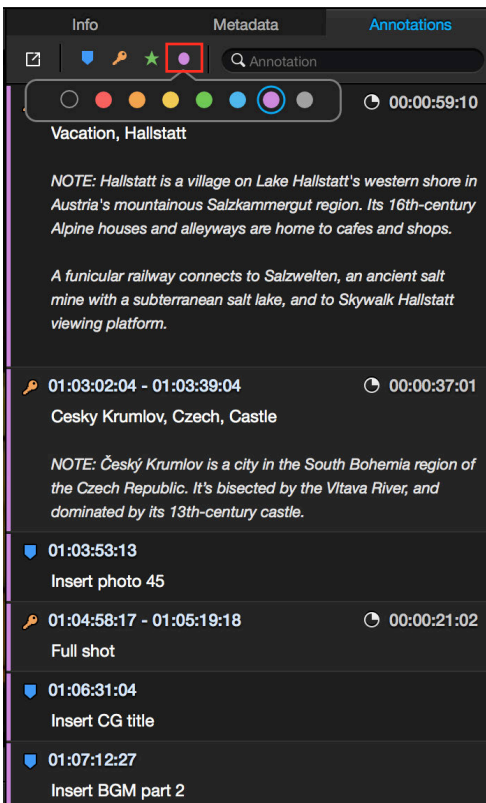 Info Metadata Annotations
Annotation
00:00:59:10
Vacation, Hallstatt
NOTE: Hallstatt is a village on Lake Hallstatt's western shore in
Austria's mountainous Salzkammergut region. Its 16th-century
Alpine houses and alleyways are home to cafes and shops.
A funicular railway connects to Salzwelten, an ancient salt
mine with a subterranean salt lake, and to Skywalk Hallstatt
viewing platform.
01:03:02:04 - 01:03:39:04 00:00:37:01
Cesky Krumlov, Czech, Castle
NOTE: Český Krumlov is a city in the South Bohemia region of
the Czech Republic. It's bisected by the Vltava River, and
dominated by its 13th-century castle.
01:03:53:13
Insert photo 45
01:04:58:17 - 01:05:19:18 00:00:21:02
Full shot
01:06:31:04
Insert CG title
01:07:12:27
Insert BGM part 2